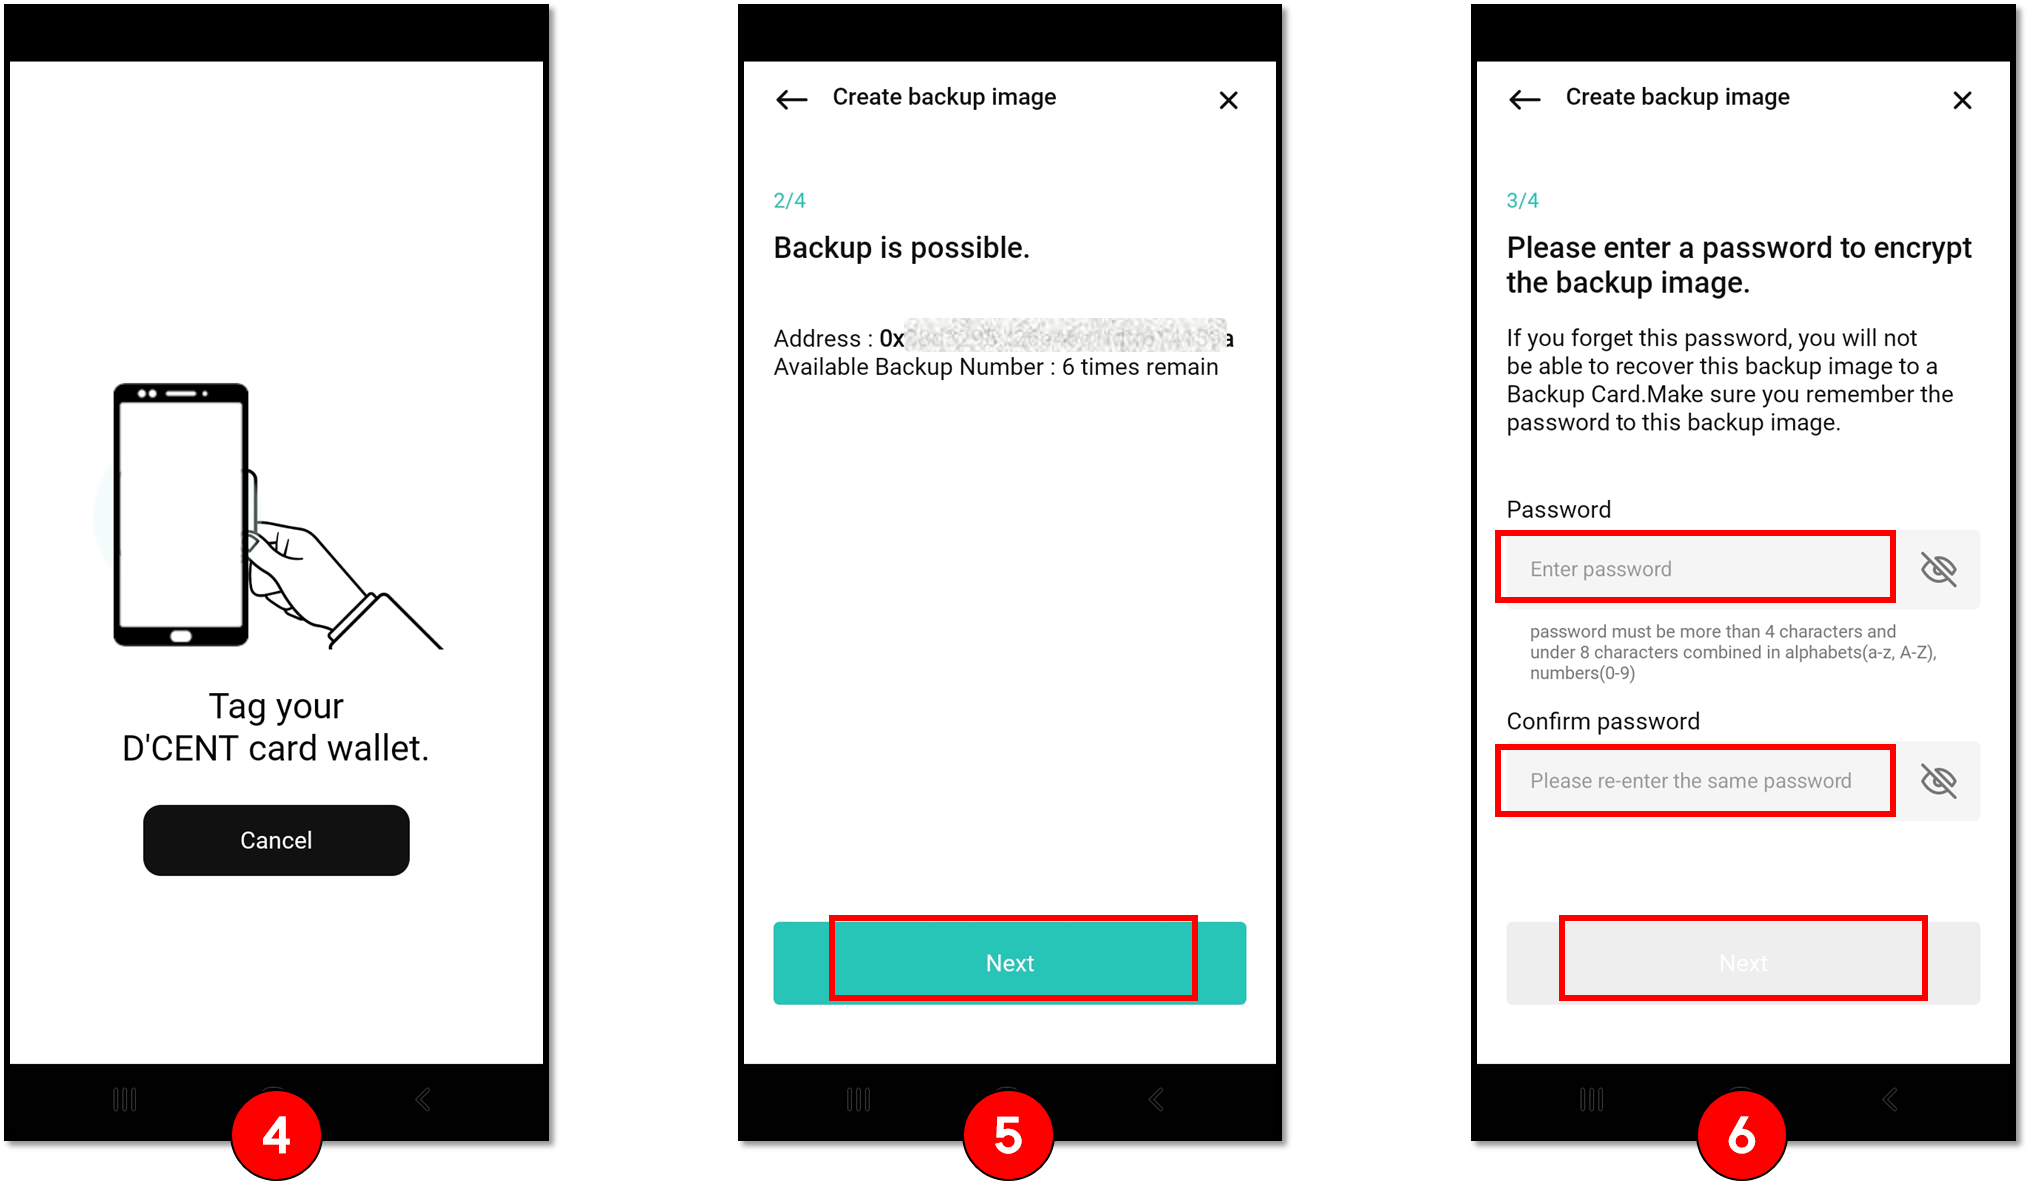 Tag your
D'CENT card wallet.
Cancel
4
Create backup image
2/4
Backup is possible.
Address : 0x a
Available Backup Number : 6 times remain
Next
5
Create backup image
3/4
Please enter a password to encrypt
the backup image.
If you forget this password, you will not
be able to recover this backup image to a
Backup Card.Make sure you remember the
password to this backup image.
Password
Enter password
password must be more than 4 characters and
under 8 characters combined in alphabets(a-z, A-Z),
numbers(0-9)
Confirm password
Please re-enter the same password
Next
6